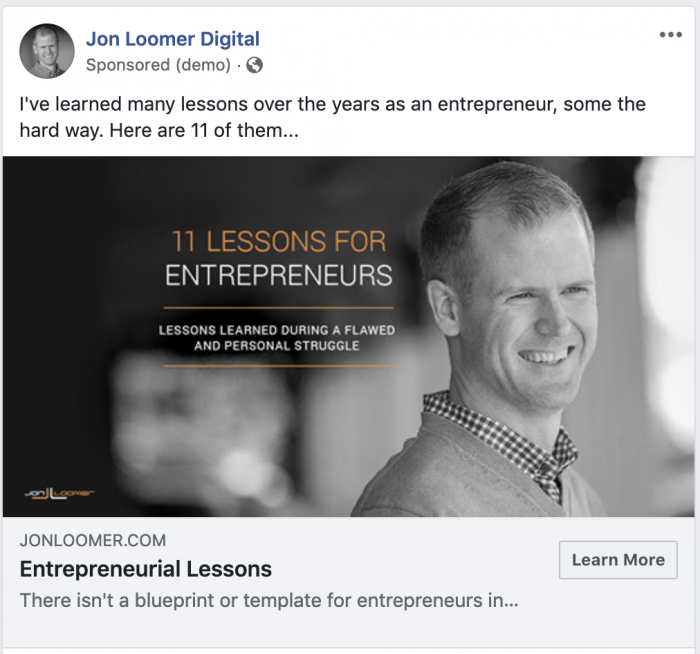 Jon Loomer Digital
Sponsored (demo) ·
I've learned many lessons over the years as an entrepreneur, some the
hard way. Here are 11 of them...
11 LESSONS FOR
ENTREPRENEURS
LESSONS LEARNED DURING A FLAWED
AND PERSONAL STRUGGLE
Jon JL Loomer
JONLOOMER.COM
Entrepreneurial Lessons
Learn More
There isn't a blueprint or template for entrepreneurs in...